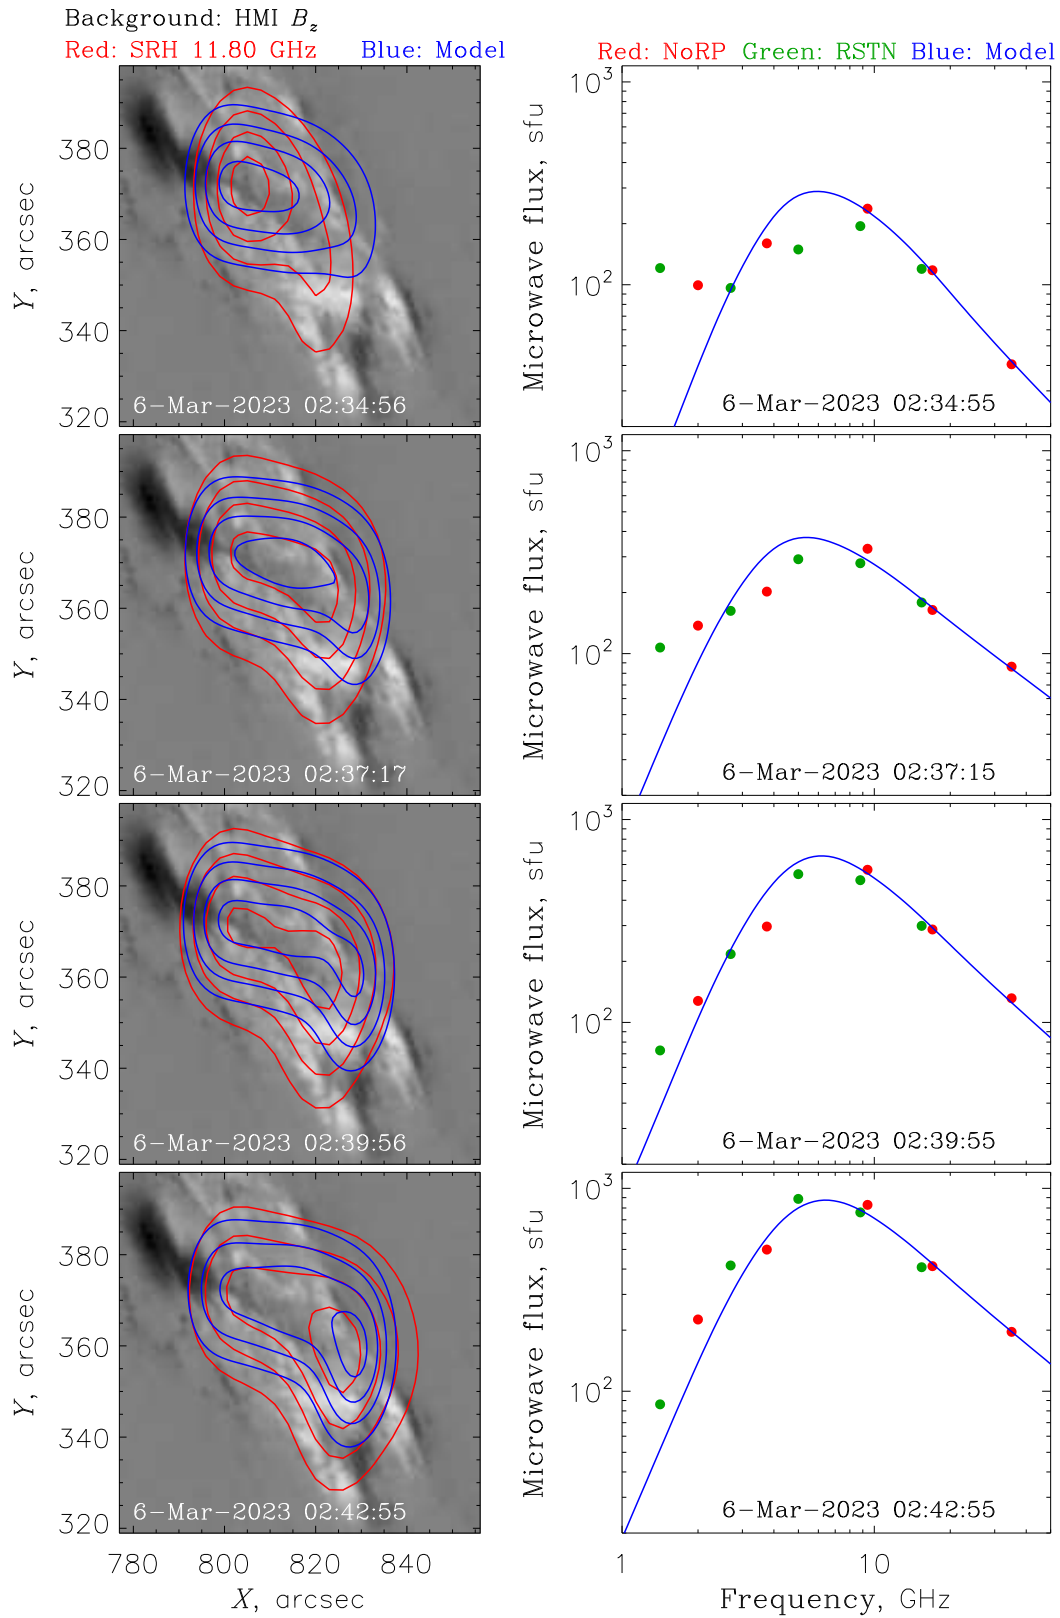 Background: HMI Bz
Red: SRH 11.80 GHz Blue: Model
Red: NoRP Green: RSTN Blue: Model
Y, arcsec
380
360
340
320
6-Mar-2023 02:34:56
Microwave flux, sfu
10^3
10^2
6-Mar-2023 02:34:55
Y, arcsec
380
360
340
320
6-Mar-2023 02:37:17
Microwave flux, sfu
10^3
10^2
6-Mar-2023 02:37:15
Y, arcsec
380
360
340
320
6-Mar-2023 02:39:56
Microwave flux, sfu
10^3
10^2
6-Mar-2023 02:39:55
Y, arcsec
380
360
340
320
6-Mar-2023 02:42:55
780 800 820 840
X, arcsec
Microwave flux, sfu
10^3
10^2
6-Mar-2023 02:42:55
1 10
Frequency, GHz